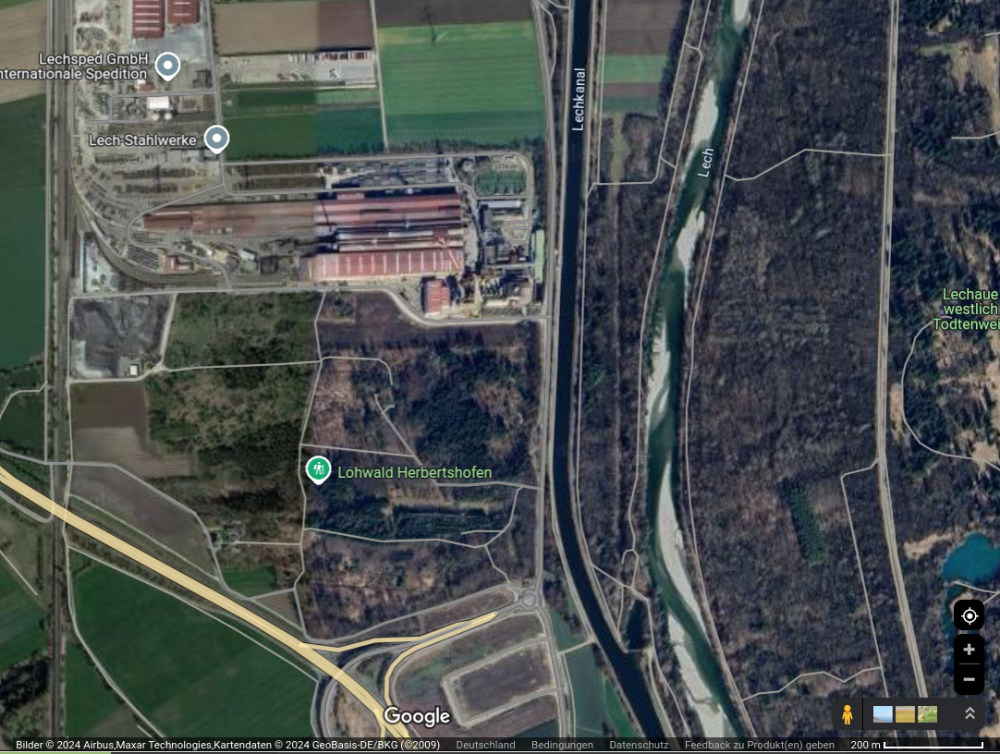 Lechsped GmbH
nternationale Spedition
Lech-Stahlwerke
Lechkanal
Lech
Lechaue
westlich
Todtenwei
Lohwald Herbertshofen
Google
Bilder © 2024 Airbus,Maxar Technologies,Kartendaten © 2024 GeoBasis-DE/BKG (©2009) Deutschland Bedingungen Datenschutz Feedback zu Produkt(en) geben 200 m